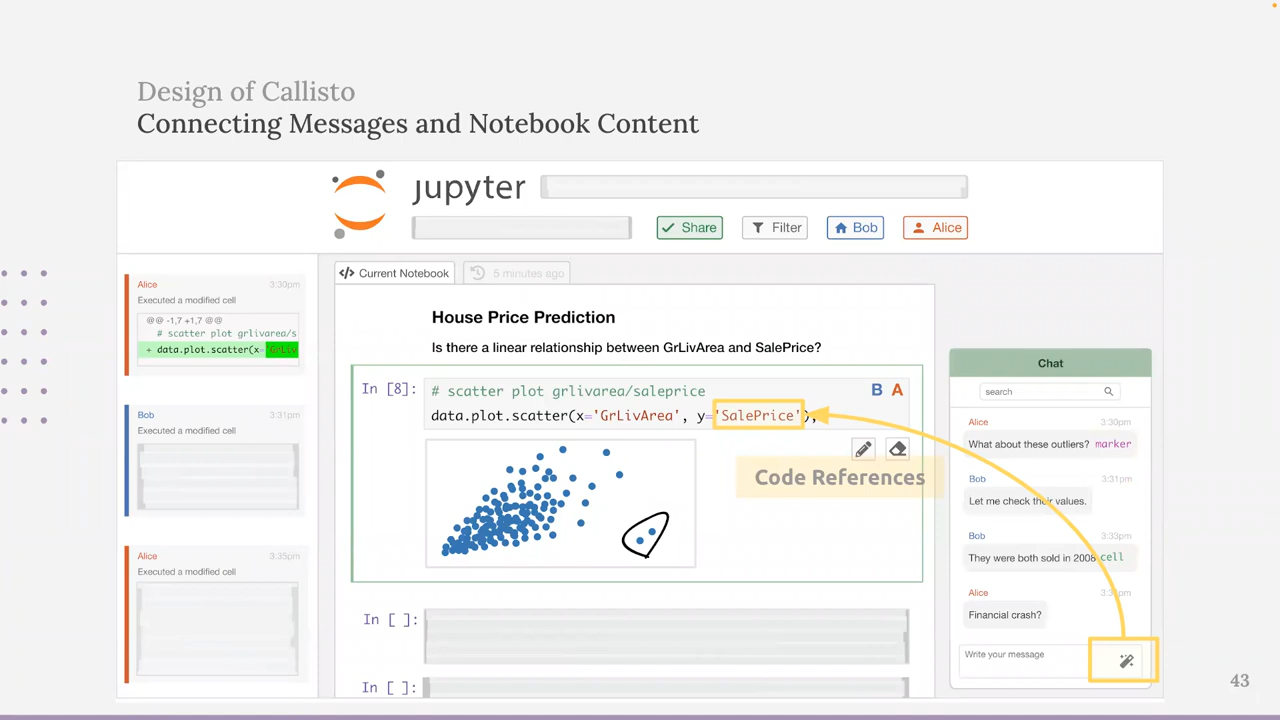 Design of Callisto
Connecting Messages and Notebook Content
jupyter
Share
Filter
Bob
Alice
Alice 3:30pm
Executed a modified cell
@@ -1,7 +1,7 @@
# scatter plot grlivarea/s
+ data.plot.scatter(x='GrLiv
Bob 3:31pm
Executed a modified cell
Alice 3:35pm
Executed a modified cell
</> Current Notebook
5 minutes ago
House Price Prediction
Is there a linear relationship between GrLivArea and SalePrice?
In [8]:
# scatter plot grlivarea/saleprice
B A
data.plot.scatter(x='GrLivArea', y='SalePrice');
Code References
In [ ]:
In [ ]:
Chat
search
Alice 3:30pm
What about these outliers? marker
Bob 3:31pm
Let me check their values.
Bob 3:33pm
They were both sold in 2008 cell
Alice
Financial crash?
Write your message
43